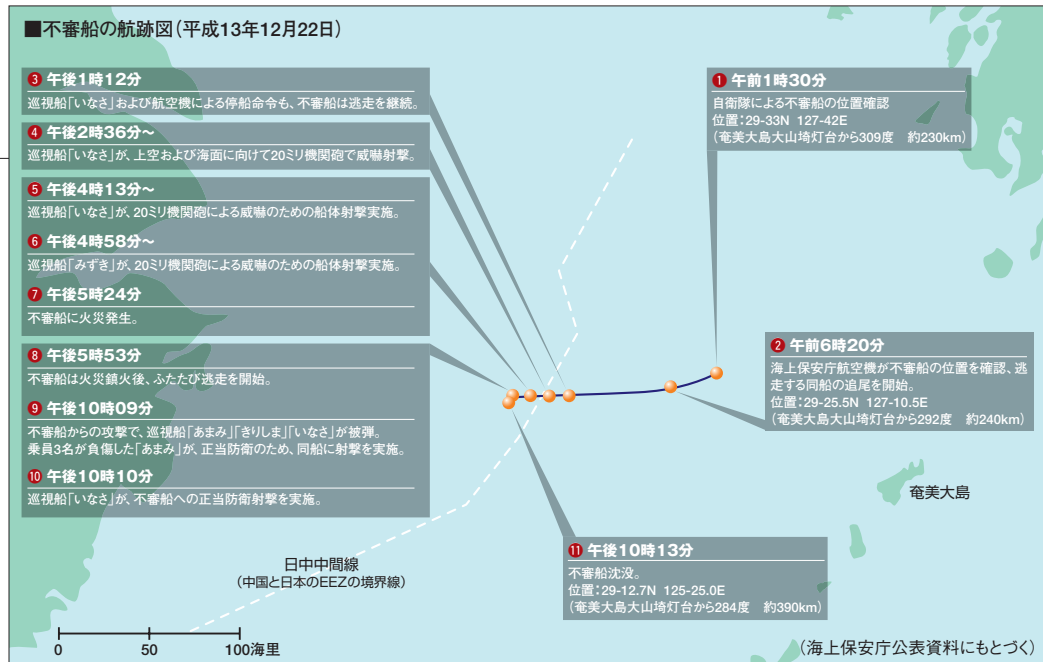 ■不審船の航跡図（平成13年12月22日）
❶ 午前1時30分
自衛隊による不審船の位置確認
位置：29-33N 127-42E
（奄美大島大山埼灯台から309度　約230km）
❷ 午前6時20分
海上保安庁航空機が不審船の位置を確認、逃
走する同船の追尾を開始。
位置：29-25.5N 127-10.5E
（奄美大島大山埼灯台から292度　約240km）
❸ 午後1時12分
巡視船「いなさ」および航空機による停船命令も、不審船は逃走を継続。
❹ 午後2時36分〜
巡視船「いなさ」が、上空および海面に向けて20ミリ機関砲で威嚇射撃。
❺ 午後4時13分〜
巡視船「いなさ」が、20ミリ機関砲による威嚇のための船体射撃実施。
❻ 午後4時58分〜
巡視船「みずき」が、20ミリ機関砲による威嚇のための船体射撃実施。
❼ 午後5時24分
不審船に火災発生。
❽ 午後5時53分
不審船は火災鎮火後、ふたたび逃走を開始。
❾ 午後10時09分
不審船からの攻撃で、巡視船「あまみ」「きりしま」「いなさ」が被弾。
乗員3名が負傷した「あまみ」が、正当防衛のため、同船に射撃を実施。
❿ 午後10時10分
巡視船「いなさ」が、不審船への正当防衛射撃を実施。
⓫ 午後10時13分
不審船沈没。
位置：29-12.7N 125-25.0E
（奄美大島大山埼灯台から284度　約390km）
奄美大島
日中中間線
（中国と日本のEEZの境界線）
0 50 100海里
（海上保安庁公表資料にもとづく）